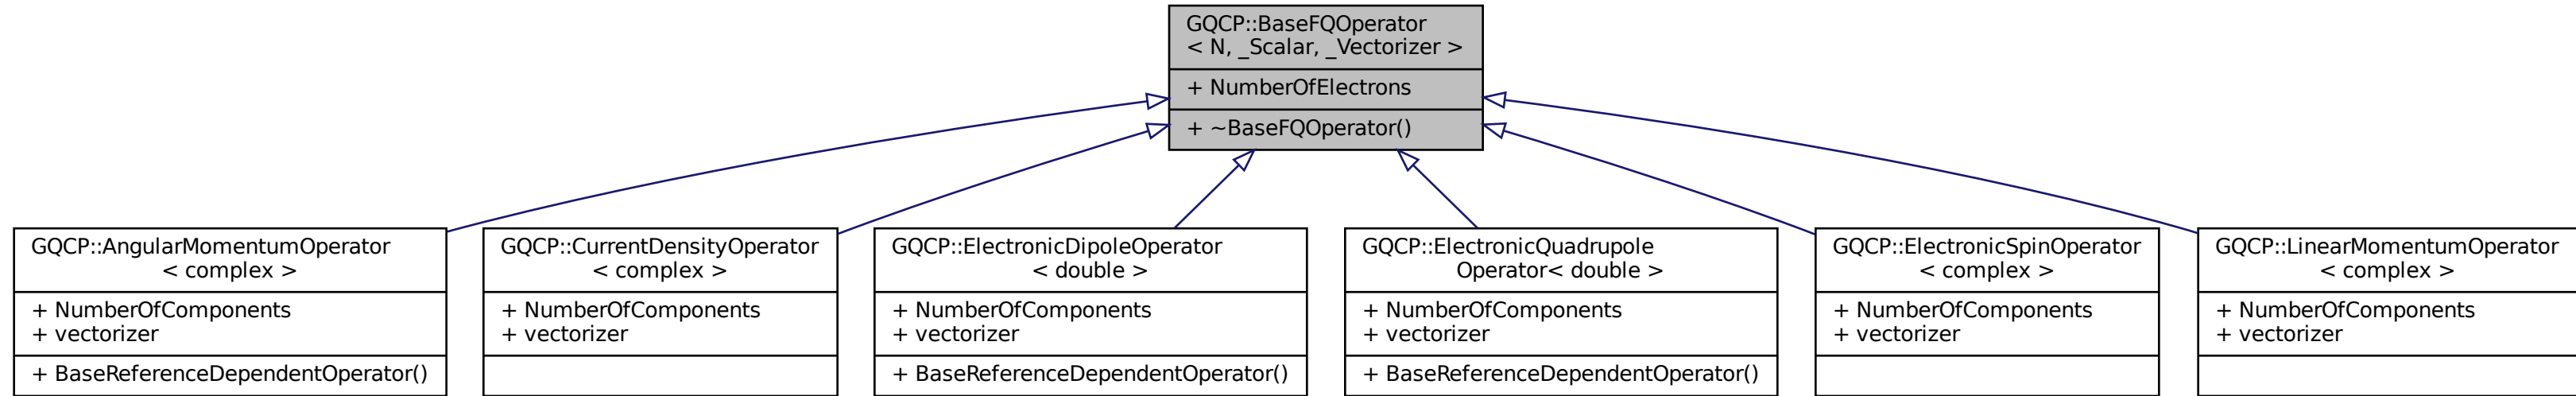 GQCP::BaseFQOperator
< N, _Scalar, _Vectorizer >
+ NumberOfElectrons
+ ~BaseFQOperator()
GQCP::AngularMomentumOperator
< complex >
+ NumberOfComponents
+ vectorizer
+ BaseReferenceDependentOperator()
GQCP::CurrentDensityOperator
< complex >
+ NumberOfComponents
+ vectorizer
GQCP::ElectronicDipoleOperator
< double >
+ NumberOfComponents
+ vectorizer
+ BaseReferenceDependentOperator()
GQCP::ElectronicQuadrupole
Operator< double >
+ NumberOfComponents
+ vectorizer
+ BaseReferenceDependentOperator()
GQCP::ElectronicSpinOperator
< complex >
+ NumberOfComponents
+ vectorizer
GQCP::LinearMomentumOperator
< complex >
+ NumberOfComponents
+ vectorizer